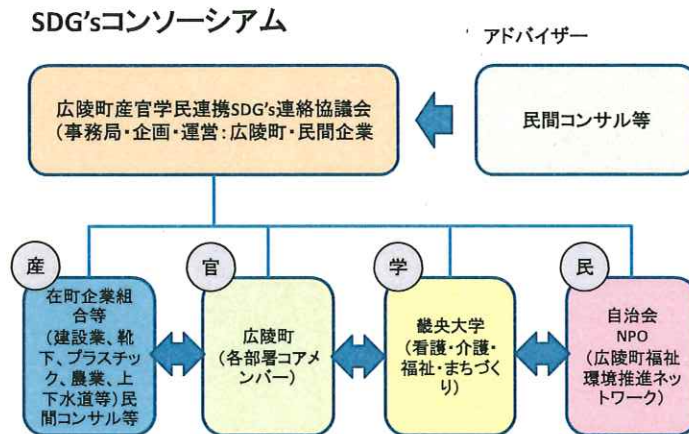 SDG'sコンソーシアム
アドバイザー
広陵町産官学民連携SDG's連絡協議会
(事務局・企画・運営:広陵町・民間企業
民間コンサル等
産
在町企業組
合等
(建設業、靴
下、プラスチッ
ク、農業、上
下水道等)民
間コンサル等
官
広陵町
(各部署コアメ
ンバー)
学
畿央大学
(看護・介護・
福祉・まちづく
り)
民
自治会
NPO
(広陵町福祉
環境推進ネッ
トワーク)